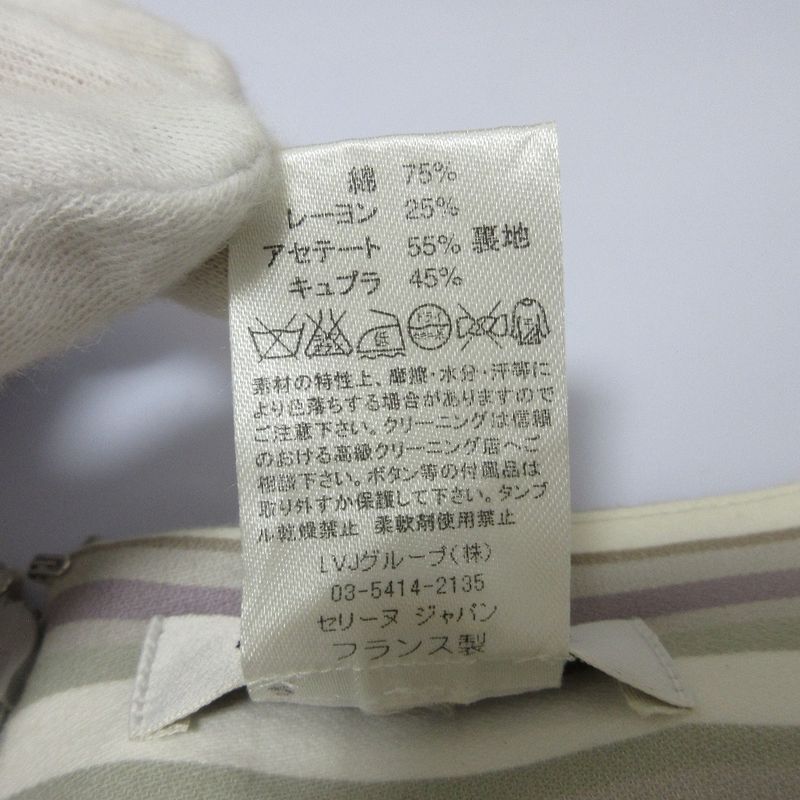 綿 75%
レーヨン 25%
アセテート 55% 裏地
キュプラ 45%
素材の特性上、摩擦・水分・汗等に
より色落ちする場合がありますので
ご注意下さい。クリーニングは信頼
のおける高級クリーニング店へご
相談下さい。ボタン等の付属品は
取り外すか保護して下さい。タンブ
ル乾燥禁止 柔軟剤使用禁止
LVJグループ(株)
03-5414-2135
セリーヌ ジャパン
フランス製